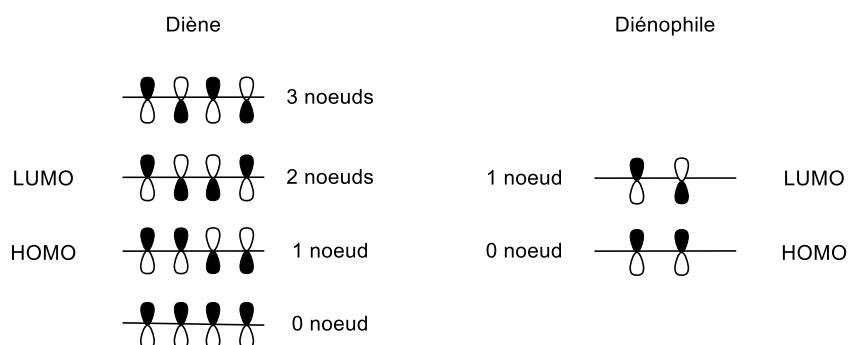 Diène
Diénophile
3 noeuds
LUMO
2 noeuds
1 noeud
LUMO
HOMO
1 noeud
0 noeud
HOMO
0 noeud